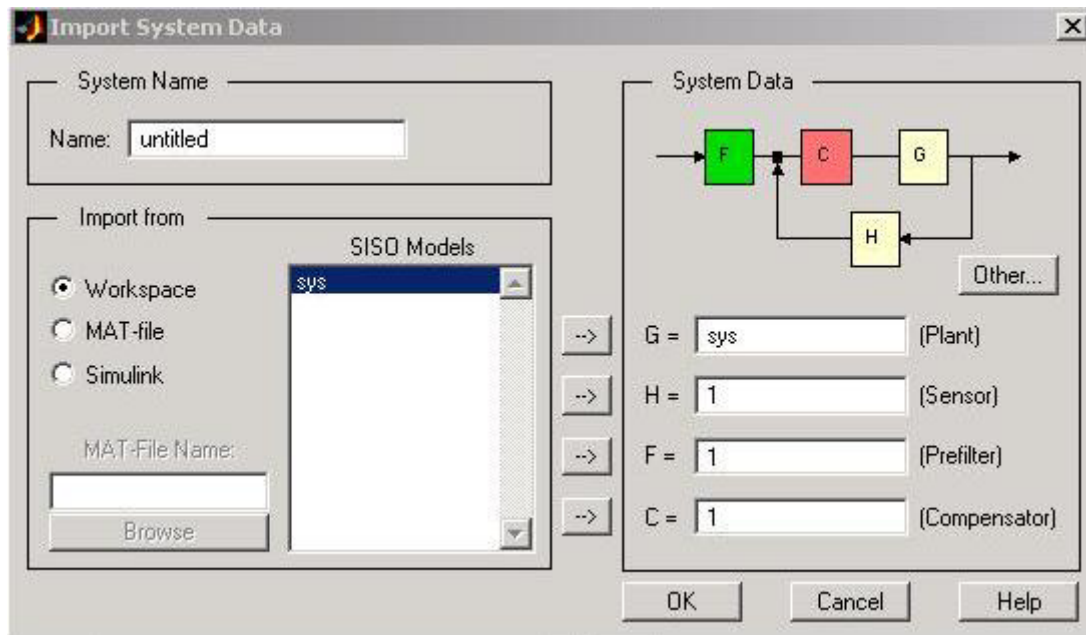 Import System Data
System Name
Name: untitled
Import from
SISO Models
sys
Workspace
MAT-file
Simulink
MAT-File Name:
Browse
-->
-->
-->
-->
System Data
F
C
G
H
Other...
G = sys (Plant)
H = 1 (Sensor)
F = 1 (Prefilter)
C = 1 (Compensator)
OK
Cancel
Help